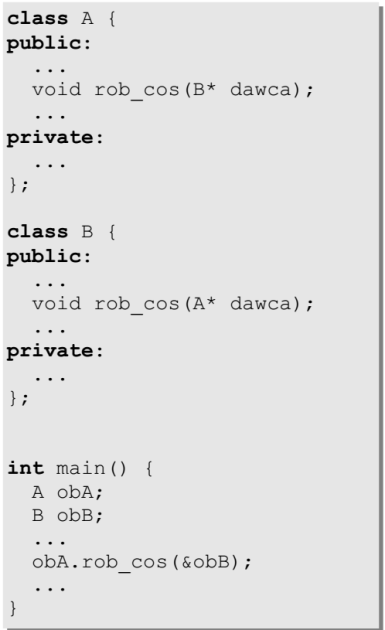 class A {
public:
  ...
  void rob_cos(B* dawca);
  ...
private:
  ...
};

class B {
public:
  ...
  void rob_cos(A* dawca);
  ...
private:
  ...
};

int main() {
  A obA;
  B obB;
  ...
  obA.rob_cos(&obB);
  ...
}